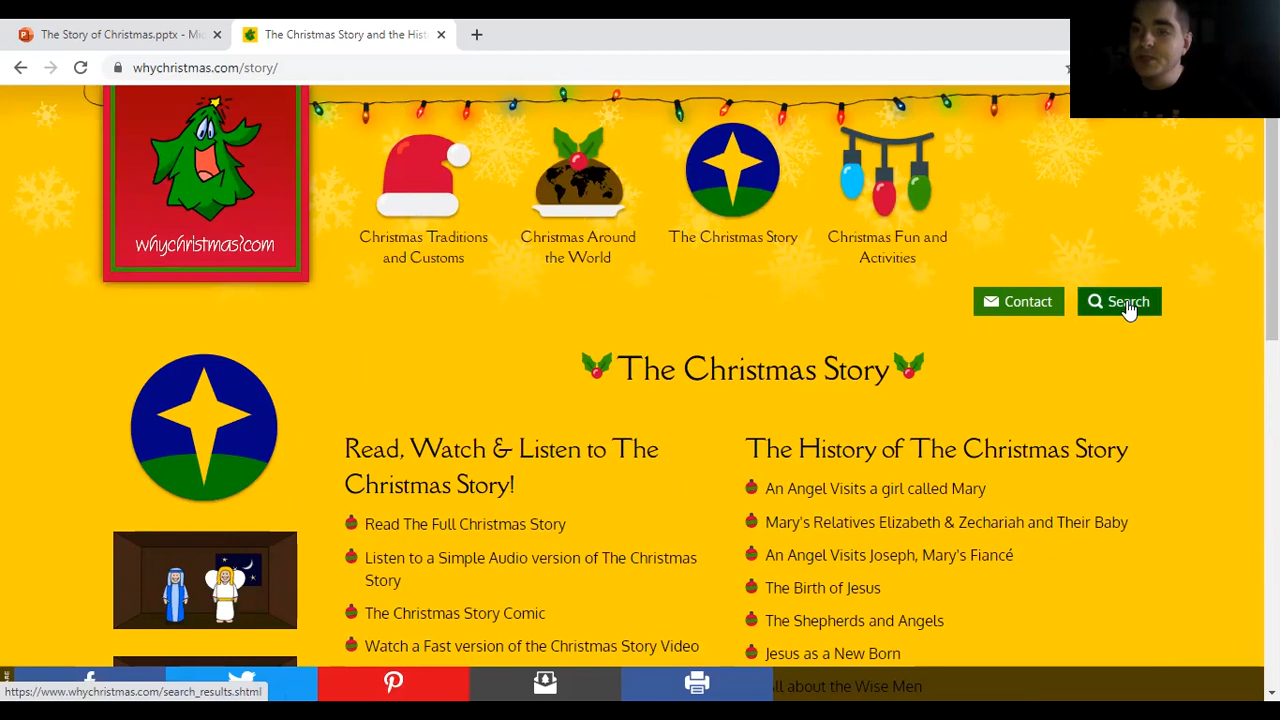 The Story of Christmas.pptx - Mic
The Christmas Story and the Hist
whychristmas.com/story/
whychristmas?com
Christmas Traditions
and Customs
Christmas Around
the World
The Christmas Story
Christmas Fun and
Activities
Contact
Search
The Christmas Story
Read, Watch & Listen to The
Christmas Story!
Read The Full Christmas Story
Listen to a Simple Audio version of The Christmas
Story
The Christmas Story Comic
Watch a Fast version of the Christmas Story Video
The History of The Christmas Story
An Angel Visits a girl called Mary
Mary's Relatives Elizabeth & Zechariah and Their Baby
An Angel Visits Joseph, Mary's Fiancé
The Birth of Jesus
The Shepherds and Angels
Jesus as a New Born
All about the Wise Men
https://www.whychristmas.com/search_results.shtml